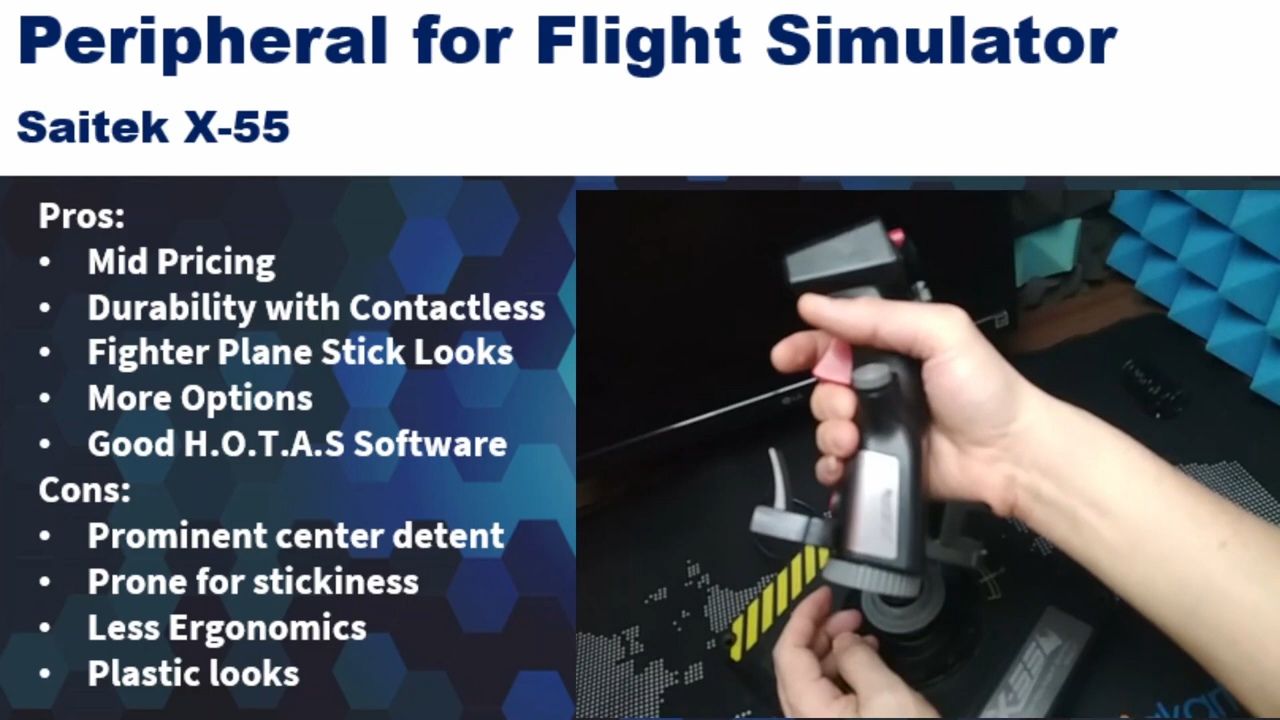 Peripheral for Flight Simulator
Saitek X-55
Pros:
• Mid Pricing
• Durability with Contactless
• Fighter Plane Stick Looks
• More Options
• Good H.O.T.A.S Software
Cons:
• Prominent center detent
• Prone for stickiness
• Less Ergonomics
• Plastic looks